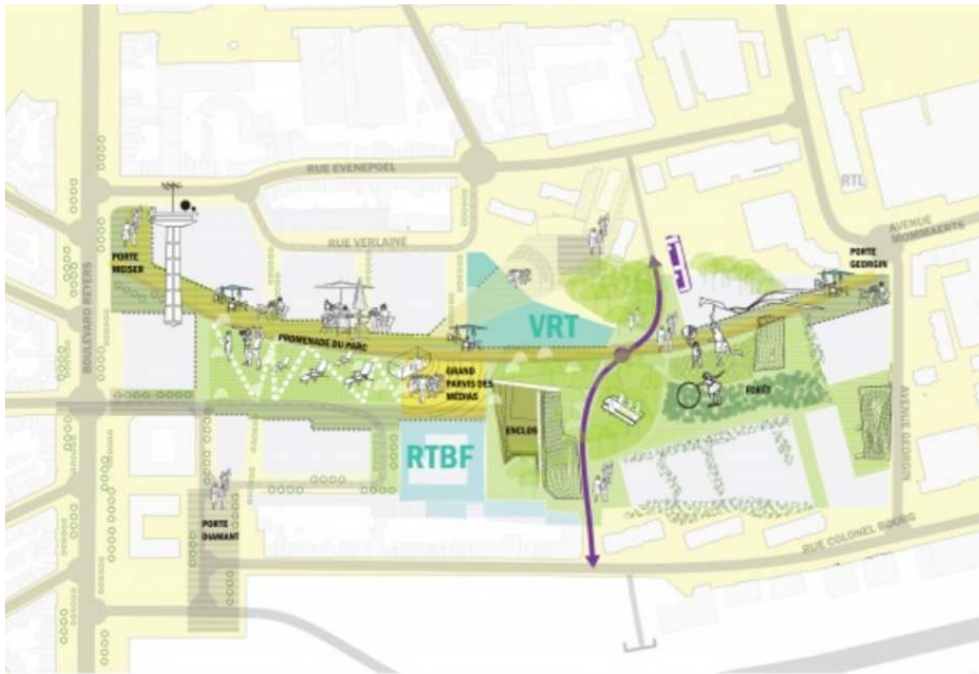 RUE EVENEPOEL
RTL
AVENUE
MOMMAERTS
RUE VERLAINE
PORTE
MEISER
PORTE
GEORGIN
BOULEVARD REYERS
VRT
PROMENADE DU PARC
GRAND
PARVIS DES
MÉDIAS
FORÊT
ENCLOS
RTBF
AVENUE GEORGIN
PORTE
DIAMANT
RUE COLONEL BOURG